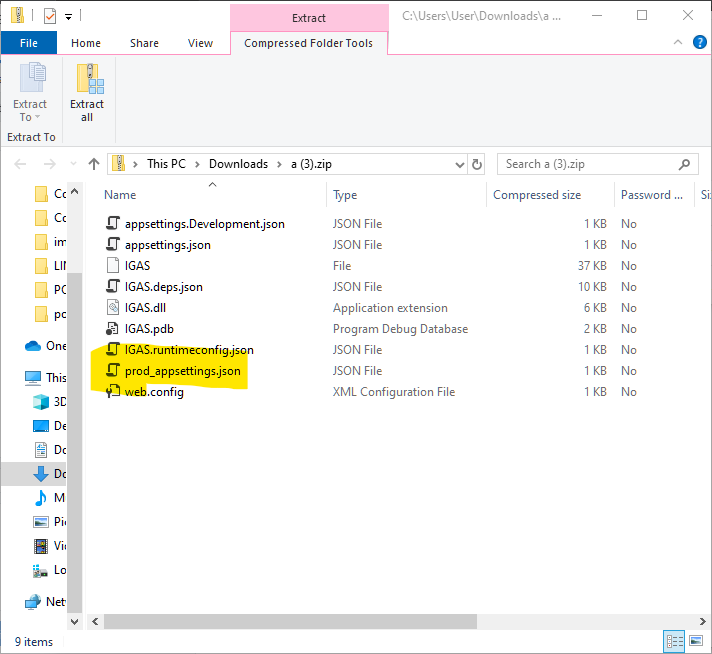 Extract
C:\Users\User\Downloads\a ...
File
Home
Share
View
Compressed Folder Tools
Extract
To
Extract
all
Extract To
This PC
Downloads
a (3).zip
Search a (3).zip
Name
Type
Compressed size
Password ...
Si
appsettings.Development.json
JSON File
1 KB
No
appsettings.json
JSON File
1 KB
No
IGAS
File
37 KB
No
IGAS.deps.json
JSON File
10 KB
No
IGAS.dll
Application extension
6 KB
No
IGAS.pdb
Program Debug Database
2 KB
No
IGAS.runtimeconfig.json
JSON File
1 KB
No
prod_appsettings.json
JSON File
1 KB
No
web.config
XML Configuration File
1 KB
No
Co
Co
im
LI
PC
po
One
This
3D
De
Do
Do
M
Pic
Vi
Lo
Net
9 items